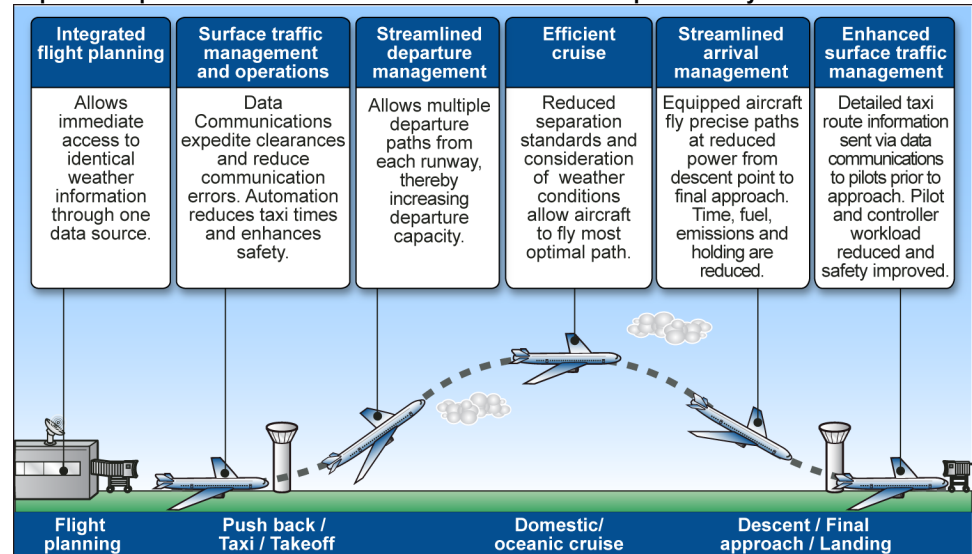 Integrated
flight planning
Allows
immediate
access to
identical
weather
information
through one
data source.
Surface traffic
management
and operations
Data
Communications
expedite clearances
and reduce
communication
errors. Automation
reduces taxi times
and enhances
safety.
Streamlined
departure
management
Allows multiple
departure
paths from
each runway,
thereby
increasing
departure
capacity.
Efficient
cruise
Reduced
separation
standards and
consideration
of weather
conditions
allow aircraft
to fly most
optimal path.
Streamlined
arrival
management
Equipped aircraft
fly precise paths
at reduced
power from
descent point to
final approach.
Time, fuel,
emissions and
holding are
reduced.
Enhanced
surface traffic
management
Detailed taxi
route information
sent via data
communications
to pilots prior to
approach. Pilot
and controller
workload
reduced and
safety improved.
Flight
planning
Push back /
Taxi / Takeoff
Domestic/
oceanic cruise
Descent / Final
approach / Landing